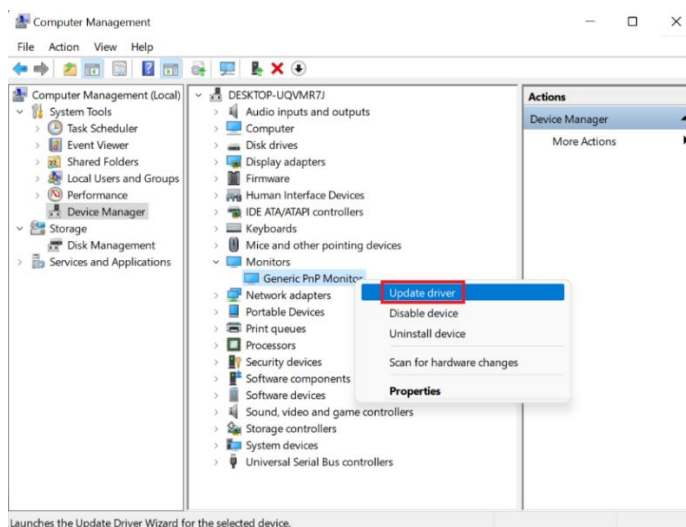 Computer Management
File Action View Help
Computer Management (Local)
System Tools
Task Scheduler
Event Viewer
Shared Folders
Local Users and Groups
Performance
Device Manager
Storage
Disk Management
Services and Applications
DESKTOP-UQVMR7J
Audio inputs and outputs
Computer
Disk drives
Display adapters
Firmware
Human Interface Devices
IDE ATA/ATAPI controllers
Keyboards
Mice and other pointing devices
Monitors
Generic PnP Monitor
Network adapters
Portable Devices
Print queues
Processors
Security devices
Software components
Software devices
Sound, video and game controllers
Storage controllers
System devices
Universal Serial Bus controllers
Update driver
Disable device
Uninstall device
Scan for hardware changes
Properties
Actions
Device Manager
More Actions
Launches the Update Driver Wizard for the selected device.